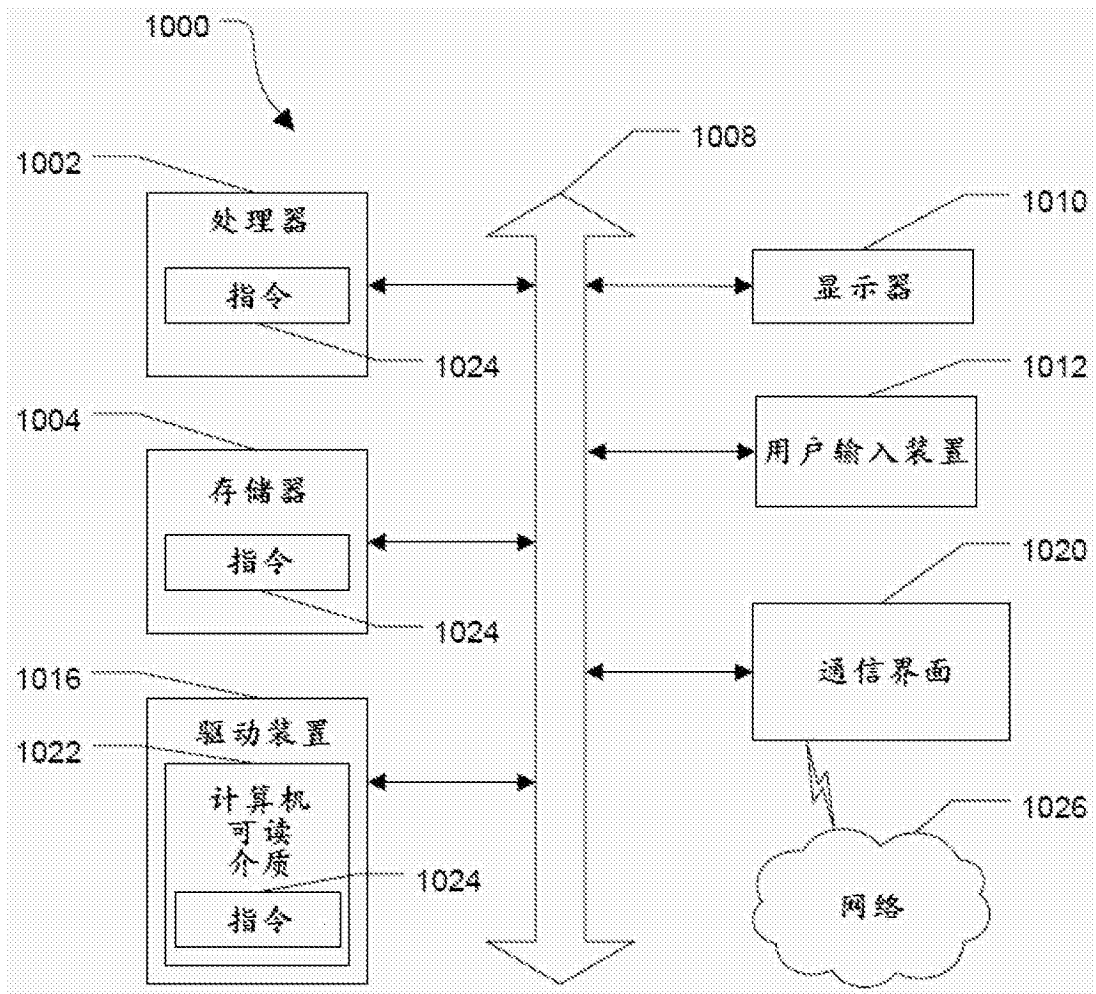 1000
1008
1002
处理器
指令
1024
1010
显示器
1012
用户输入装置
1004
存储器
指令
1024
1020
通信界面
1016
驱动装置
1022
计算机
可读
介质
1024
指令
1026
网络